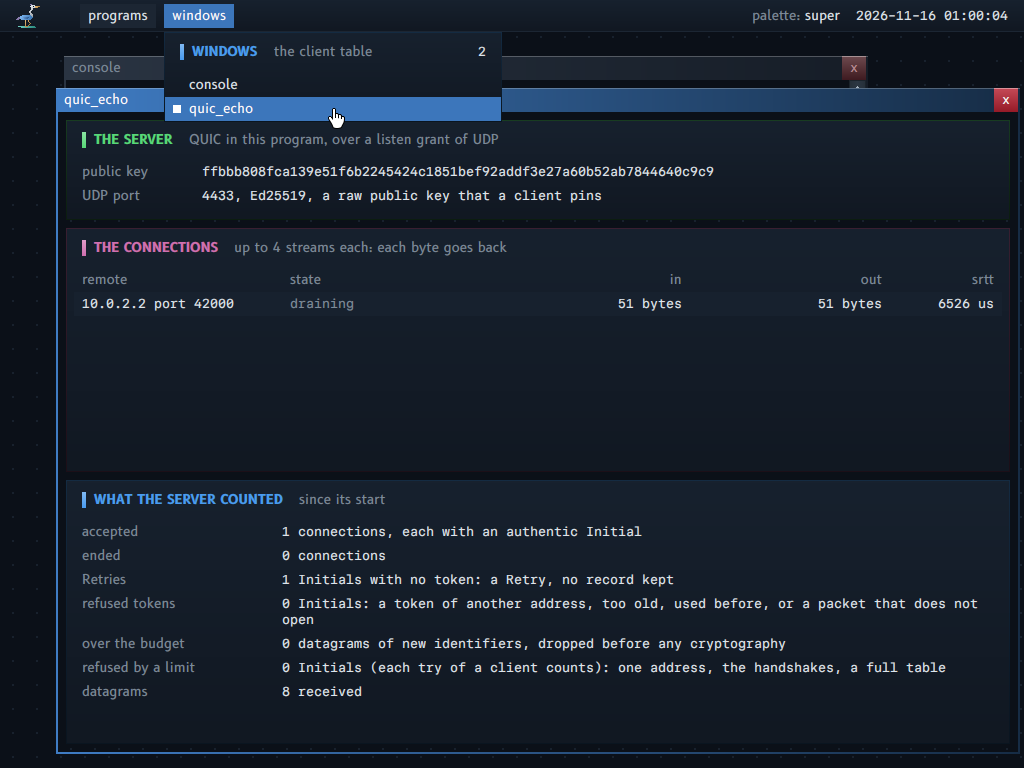 programs windows palette: super 2026-11-16 01:00:04
WINDOWS the client table 2
console
quic_echo
console x
quic_echo x
THE SERVER QUIC in this program, over a listen grant of UDP
public key ffbbb808fca139e51f6b2245424c1851bef92addf3e27a60b52ab7844640c9c9
UDP port 4433, Ed25519, a raw public key that a client pins
THE CONNECTIONS up to 4 streams each: each byte goes back
remote state in out srtt
10.0.2.2 port 42000 draining 51 bytes 51 bytes 6526 us
WHAT THE SERVER COUNTED since its start
accepted 1 connections, each with an authentic Initial
ended 0 connections
Retries 1 Initials with no token: a Retry, no record kept
refused tokens 0 Initials: a token of another address, too old, used before, or a packet that does not
open
over the budget 0 datagrams of new identifiers, dropped before any cryptography
refused by a limit 0 Initials (each try of a client counts): one address, the handshakes, a full table
datagrams 8 received